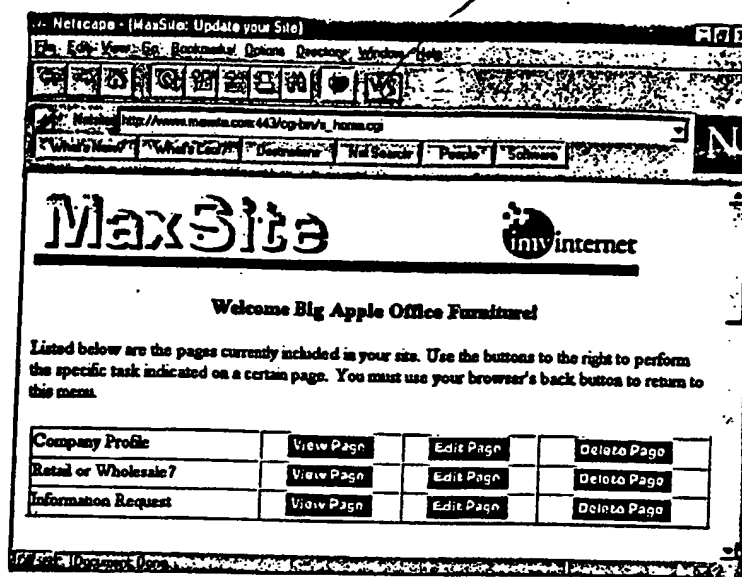 Netscape - [MaxSite: Update your Site]
File Edit View Go Bookmarks Options Directory Window Help
What's New? What's Cool? Destinations Net Search People Software
N
MaxSite
internet
Welcome Big Apple Office Furniture!
Listed below are the pages currently included in your site. Use the buttons to the right to perform
the specific task indicated on a certain page. You must use your browser's back button to return to
this menu.
Company Profile View Page Edit Page Delete Page
Retail or Wholesale? View Page Edit Page Delete Page
Information Request View Page Edit Page Delete Page
Document: Done